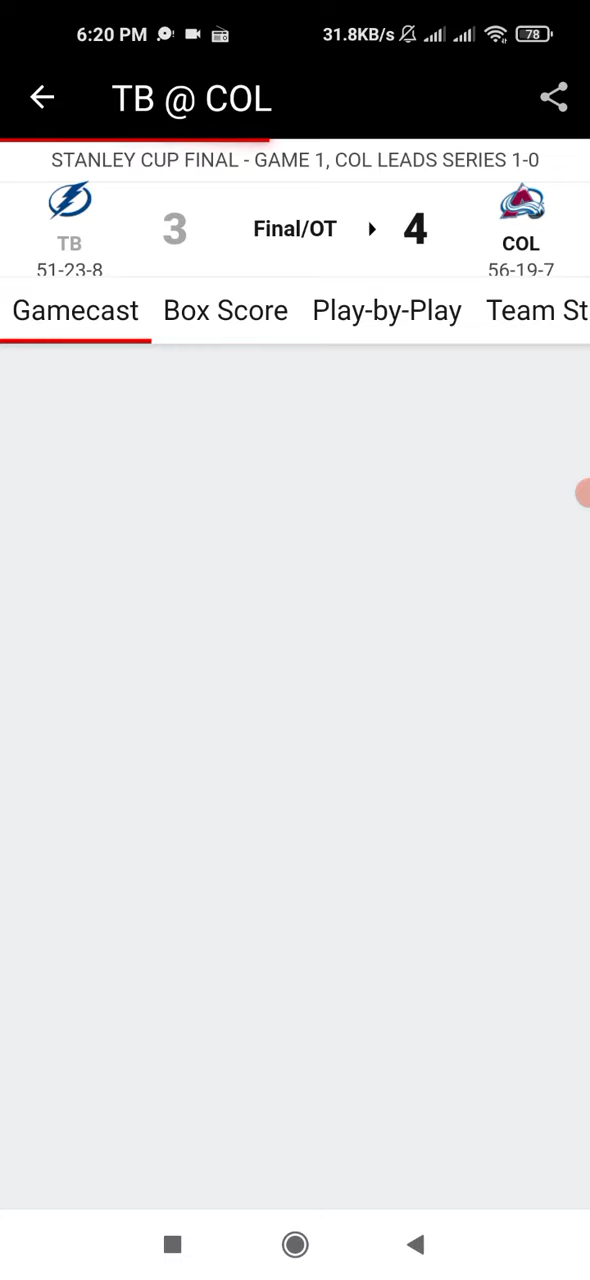 6:20 PM 31.8KB/s 78
TB @ COL
STANLEY CUP FINAL - GAME 1, COL LEADS SERIES 1-0
TB 3 Final/OT 4 COL
51-23-8 56-19-7
Gamecast Box Score Play-by-Play Team St